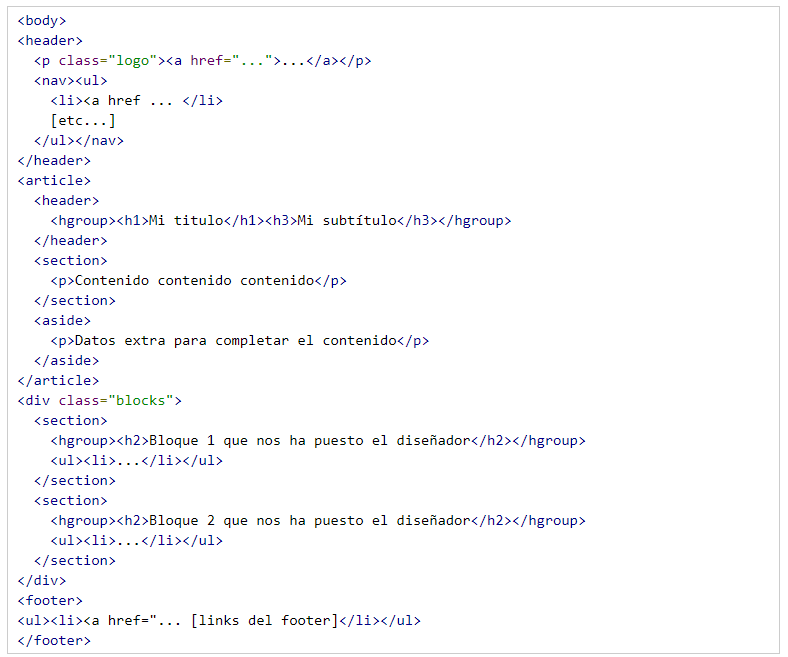 <body>
<header>
  <p class="logo"><a href="...">...</a></p>
  <nav><ul>
    <li><a href ... </li>
    [etc...]
  </ul></nav>
</header>
<article>
  <header>
    <hgroup><h1>Mi titulo</h1><h3>Mi subtítulo</h3></hgroup>
  </header>
  <section>
    <p>Contenido contenido contenido</p>
  </section>
  <aside>
    <p>Datos extra para completar el contenido</p>
  </aside>
</article>
<div class="blocks">
  <section>
    <hgroup><h2>Bloque 1 que nos ha puesto el diseñador</h2></hgroup>
    <ul><li>...</li></ul>
  </section>
  <section>
    <hgroup><h2>Bloque 2 que nos ha puesto el diseñador</h2></hgroup>
    <ul><li>...</li></ul>
  </section>
</div>
<footer>
<ul><li><a href="... [links del footer]</li></ul>
</footer>